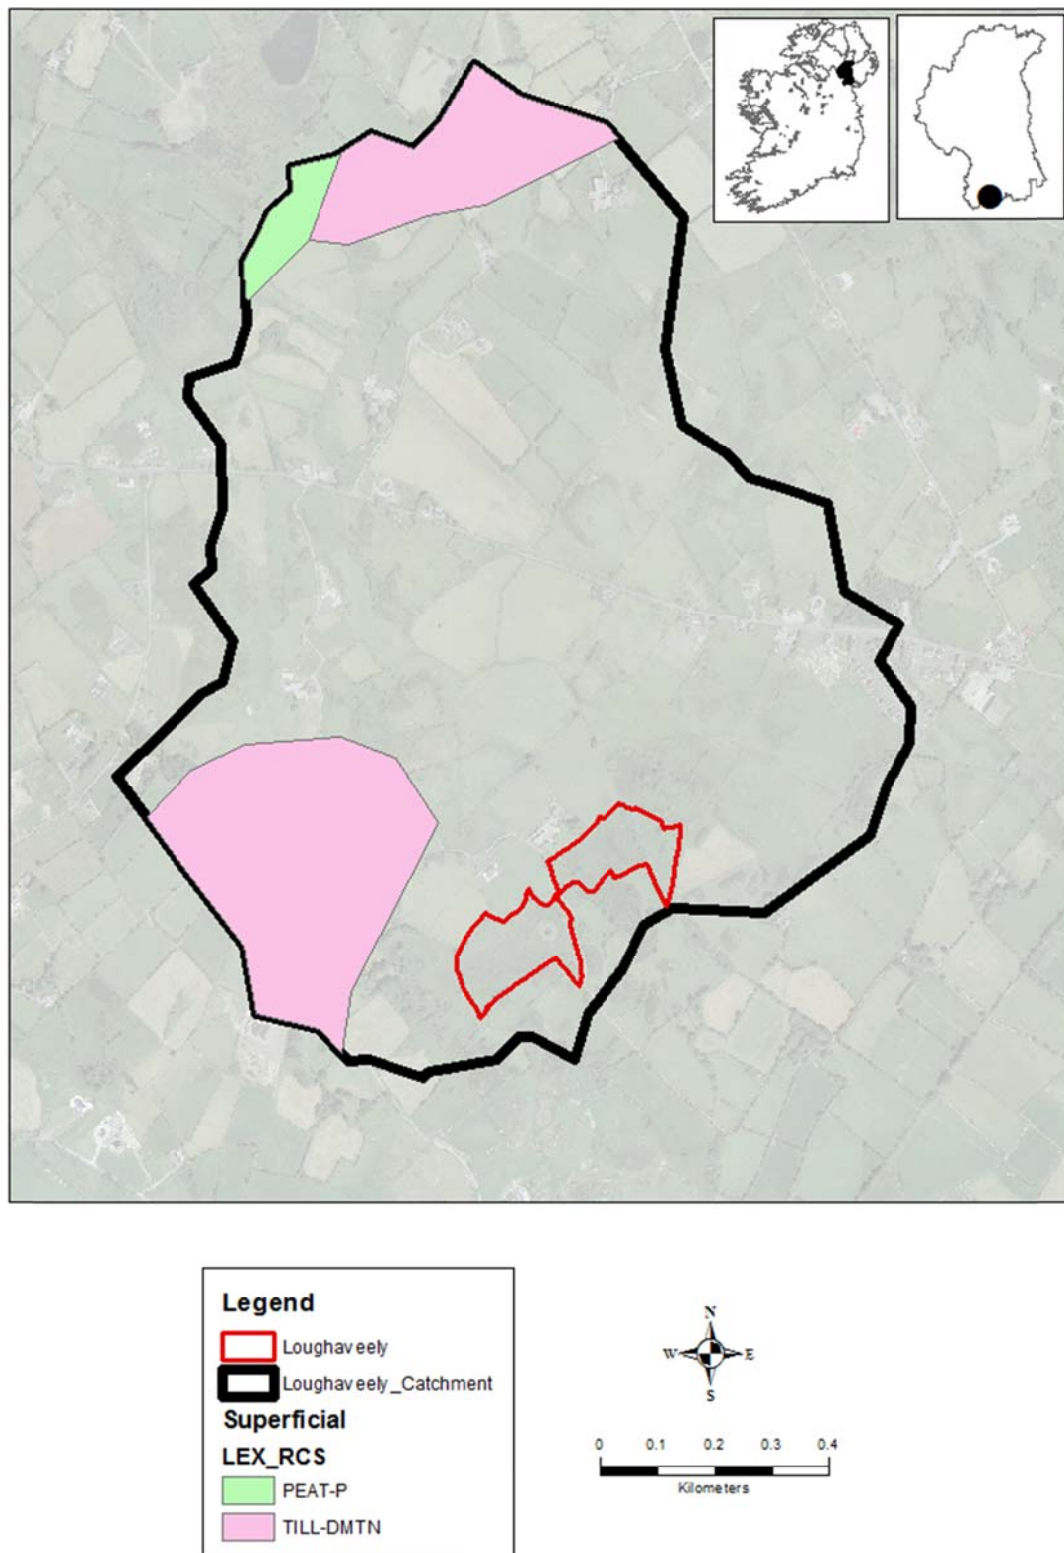 Legend
Loughaveely
Loughaveely_Catchment
Superficial
LEX_RCS
PEAT-P
TILL-DMTN
N
W E
S
0 0.1 0.2 0.3 0.4
Kilometers